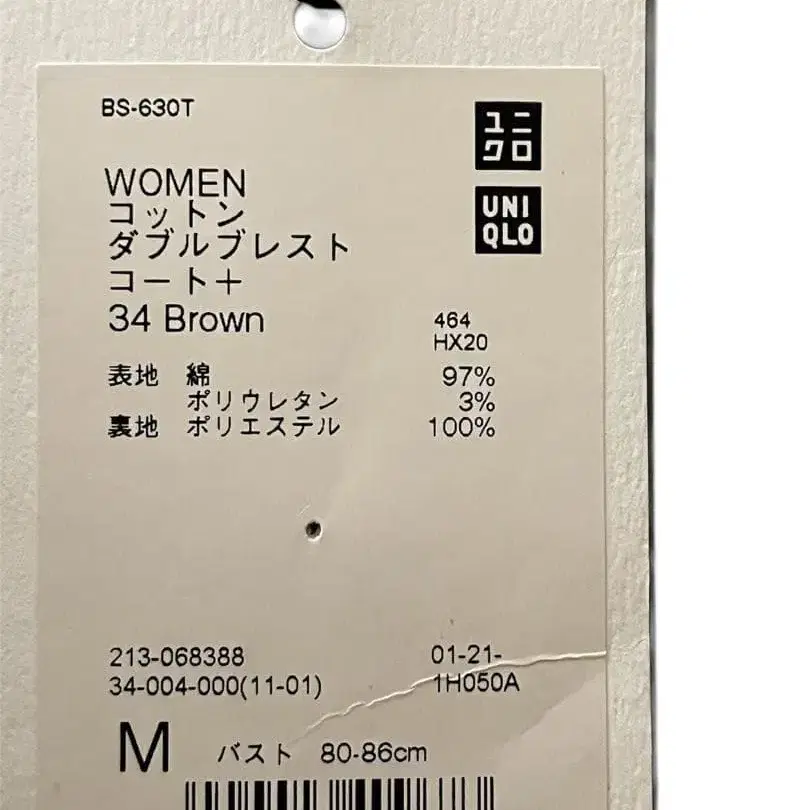 BS-630T
ユニ
クロ
UNI
QLO
WOMEN
コットン
ダブルブレスト
コート+
34 Brown
464
HX20
表地 綿 97%
ポリウレタン 3%
裏地 ポリエステル 100%
213-068388 01-21-
34-004-000(11-01) 1H050A
M バスト 80-86cm